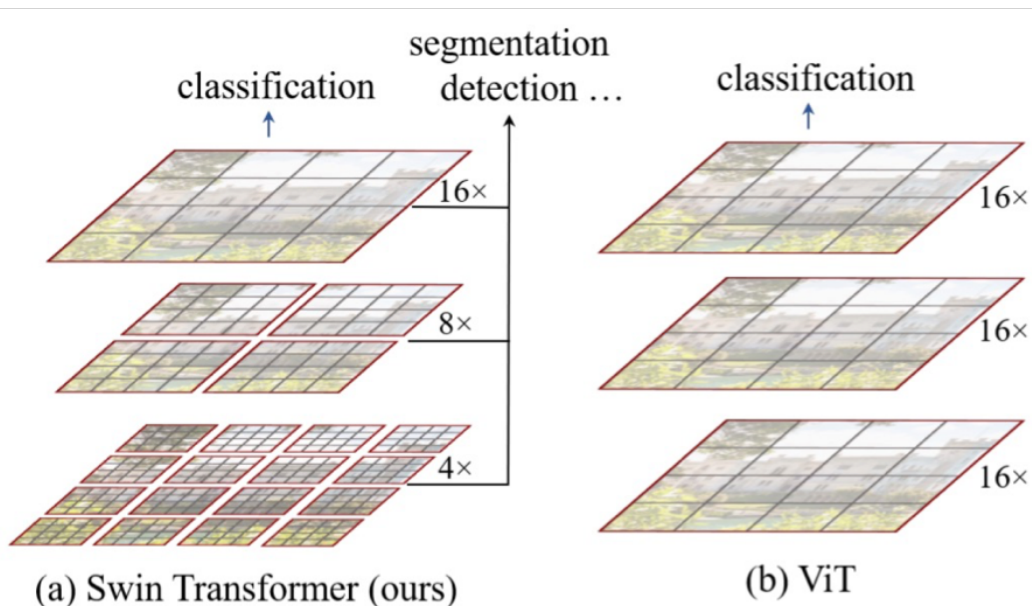 segmentation
detection ...
classification
16×
8×
4×
(a) Swin Transformer (ours)
classification
16×
16×
16×
(b) ViT